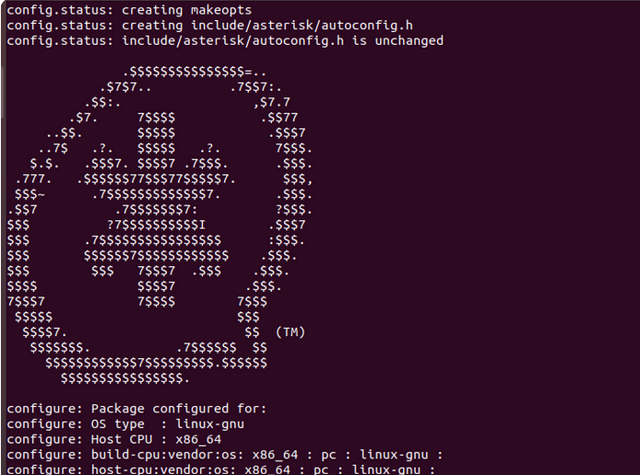 config.status: creating makeopts
config.status: creating include/asterisk/autoconfig.h
config.status: include/asterisk/autoconfig.h is unchanged
               .$$$$$$$$$$$$$$$=..
            .$7$7..          .7$$7:.
          .$$:.                 ,$7.7
        .$7.     7$$$$           .$$77
     ..$$.       $$$$$            .$$$7
    ..7$   .?.   $$$$$   .?.       7$$$.
   $.$.   .$$$7. $$$$7 .7$$$.      .$$$.
 .777.   .$$$$$$77$$$77$$$$$7.      $$$,
 $$$~      .7$$$$$$$$$$$$$7.       .$$$.
.$$7          .7$$$$$$$7:          ?$$$.
$$$          ?7$$$$$$$$$$I        .$$$7
$$$       .7$$$$$$$$$$$$$$$$      :$$$.
$$$       $$$$$$7$$$$$$$$$$$$    .$$$.
$$$        $$$   7$$$7  .$$$    .$$$.
$$$$             $$$$7         .$$$.
7$$$7            7$$$$        7$$$
 $$$$$                        $$$
  $$$$7.                       $$  (TM)
   $$$$$$$.           .7$$$$$$  $$
     $$$$$$$$$$$$7$$$$$$$$$.$$$$$$
       $$$$$$$$$$$$$$$$.
configure: Package configured for:
configure: OS type  : linux-gnu
configure: Host CPU : x86_64
configure: build-cpu:vendor:os: x86_64 : pc : linux-gnu :
configure: host-cpu:vendor:os: x86_64 : pc : linux-gnu :